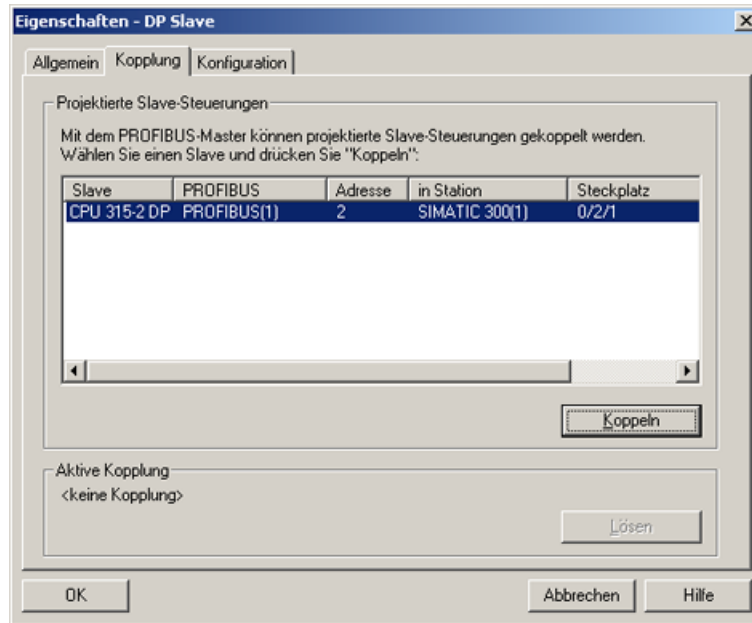 Eigenschaften - DP Slave
Allgemein Kopplung Konfiguration
Projektierte Slave-Steuerungen
Mit dem PROFIBUS-Master können projektierte Slave-Steuerungen gekoppelt werden.
Wählen Sie einen Slave und drücken Sie "Koppeln":
Slave PROFIBUS Adresse in Station Steckplatz
CPU 315-2 DP PROFIBUS(1) 2 SIMATIC 300(1) 0/2/1
Koppeln
Aktive Kopplung
<keine Kopplung>
Lösen
OK Abbrechen Hilfe